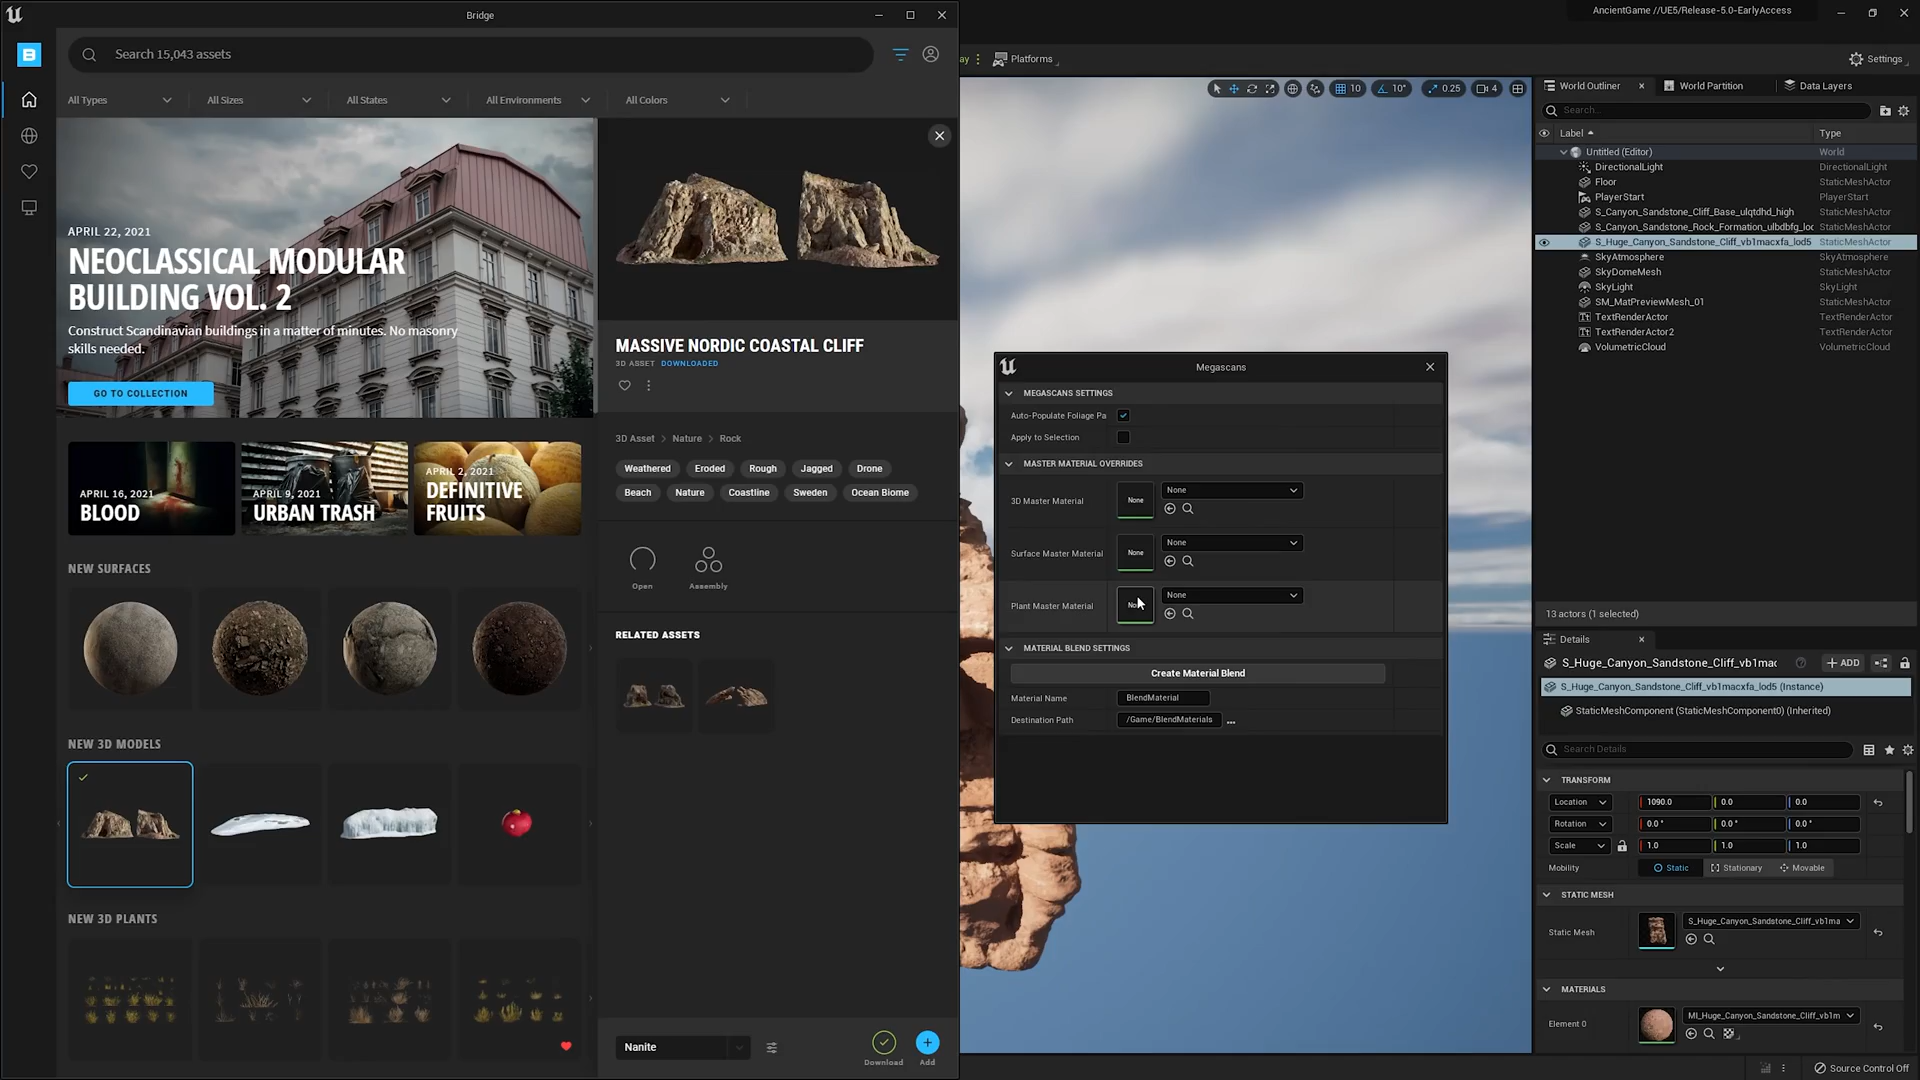 Bridge
B
Search 15,043 assets
All Types
All Sizes
All States
All Environments
All Colors
APRIL 22, 2021
NEOCLASSICAL MODULAR
BUILDING VOL. 2
Construct Scandinavian buildings in a matter of minutes. No masonry
skills needed.
GO TO COLLECTION
APRIL 16, 2021
BLOOD
APRIL 9, 2021
URBAN TRASH
APRIL 2, 2021
DEFINITIVE
FRUITS
NEW SURFACES
NEW 3D MODELS
NEW 3D PLANTS
MASSIVE NORDIC COASTAL CLIFF
3D ASSET DOWNLOADED
3D Asset > Nature > Rock
Weathered Eroded Rough Jagged Drone
Beach Nature Coastline Sweden Ocean Biome
Open
Assembly
RELATED ASSETS
Nanite
Download
Add
AncientGame //UE5/Release-5.0-EarlyAccess
ay
Platforms
Settings
10
10°
0.25
4
Megascans
MEGASCANS SETTINGS
Auto-Populate Foliage Pa
Apply to Selection
MASTER MATERIAL OVERRIDES
3D Master Material
None
None
Surface Master Material
None
None
Plant Master Material
None
MATERIAL BLEND SETTINGS
Create Material Blend
Material Name
BlendMaterial
Destination Path
/Game/BlendMaterials
...
World Outliner
World Partition
Data Layers
Search...
Label
Type
Untitled (Editor) World
DirectionalLight DirectionalLight
Floor StaticMeshActor
PlayerStart PlayerStart
S_Canyon_Sandstone_Cliff_Base_ulqtdhd_high StaticMeshActor
S_Canyon_Sandstone_Rock_Formation_ulbdbfg_loc StaticMeshActor
S_Huge_Canyon_Sandstone_Cliff_vb1macxfa_lod5 StaticMeshActor
SkyAtmosphere SkyAtmosphere
SkyDomeMesh StaticMeshActor
SkyLight SkyLight
SM_MatPreviewMesh_01 StaticMeshActor
TextRenderActor TextRenderActor
TextRenderActor2 TextRenderActor
VolumetricCloud VolumetricCloud
13 actors (1 selected)
Details
S_Huge_Canyon_Sandstone_Cliff_vb1mac
ADD
S_Huge_Canyon_Sandstone_Cliff_vb1macxfa_lod5 (Instance)
StaticMeshComponent (StaticMeshComponent0) (Inherited)
Search Details
TRANSFORM
Location 1090.0 0.0 0.0
Rotation 0.0 ° 0.0 ° 0.0 °
Scale 1.0 1.0 1.0
Mobility Static Stationary Movable
STATIC MESH
Static Mesh
S_Huge_Canyon_Sandstone_Cliff_vb1ma
MATERIALS
Element 0
MI_Huge_Canyon_Sandstone_Cliff_vb1m
Source Control Off